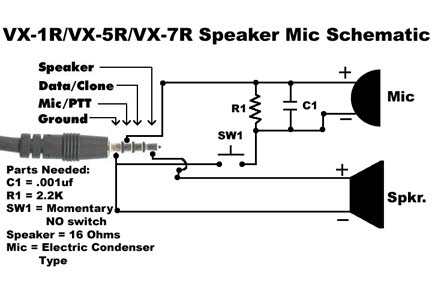 VX-1R/VX-5R/VX-7R Speaker Mic Schematic
Speaker
Data/Clone
Mic/PTT
Ground
+
R1
C1
Mic
SW1
−
Parts Needed:
C1 = .001uf
R1 = 2.2K
SW1 = Momentary
NO switch
Speaker = 16 Ohms
Mic = Electric Condenser
Type
+
Spkr.
−